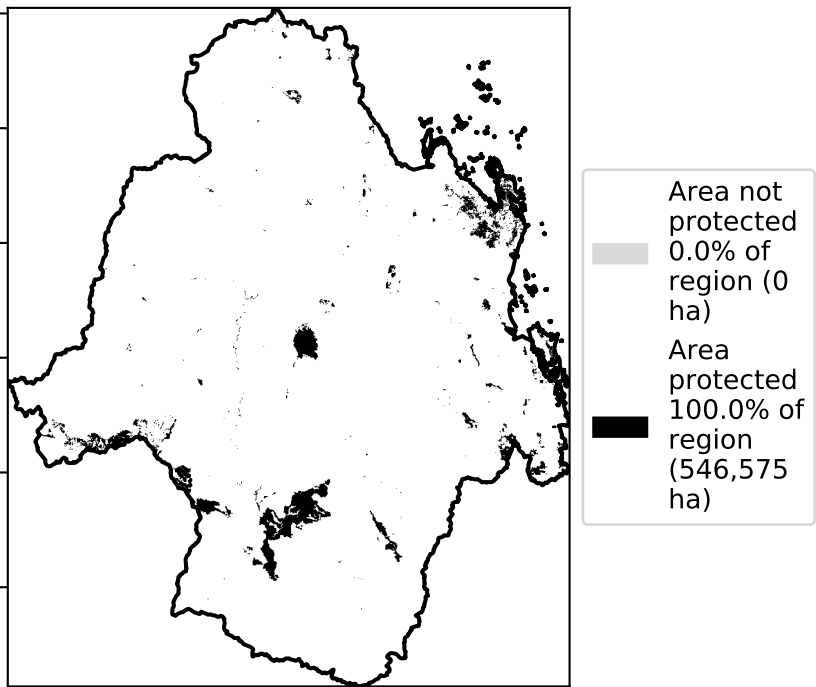 Area not
protected
0.0% of
region (0
ha)
Area
protected
100.0% of
region
(546,575
ha)